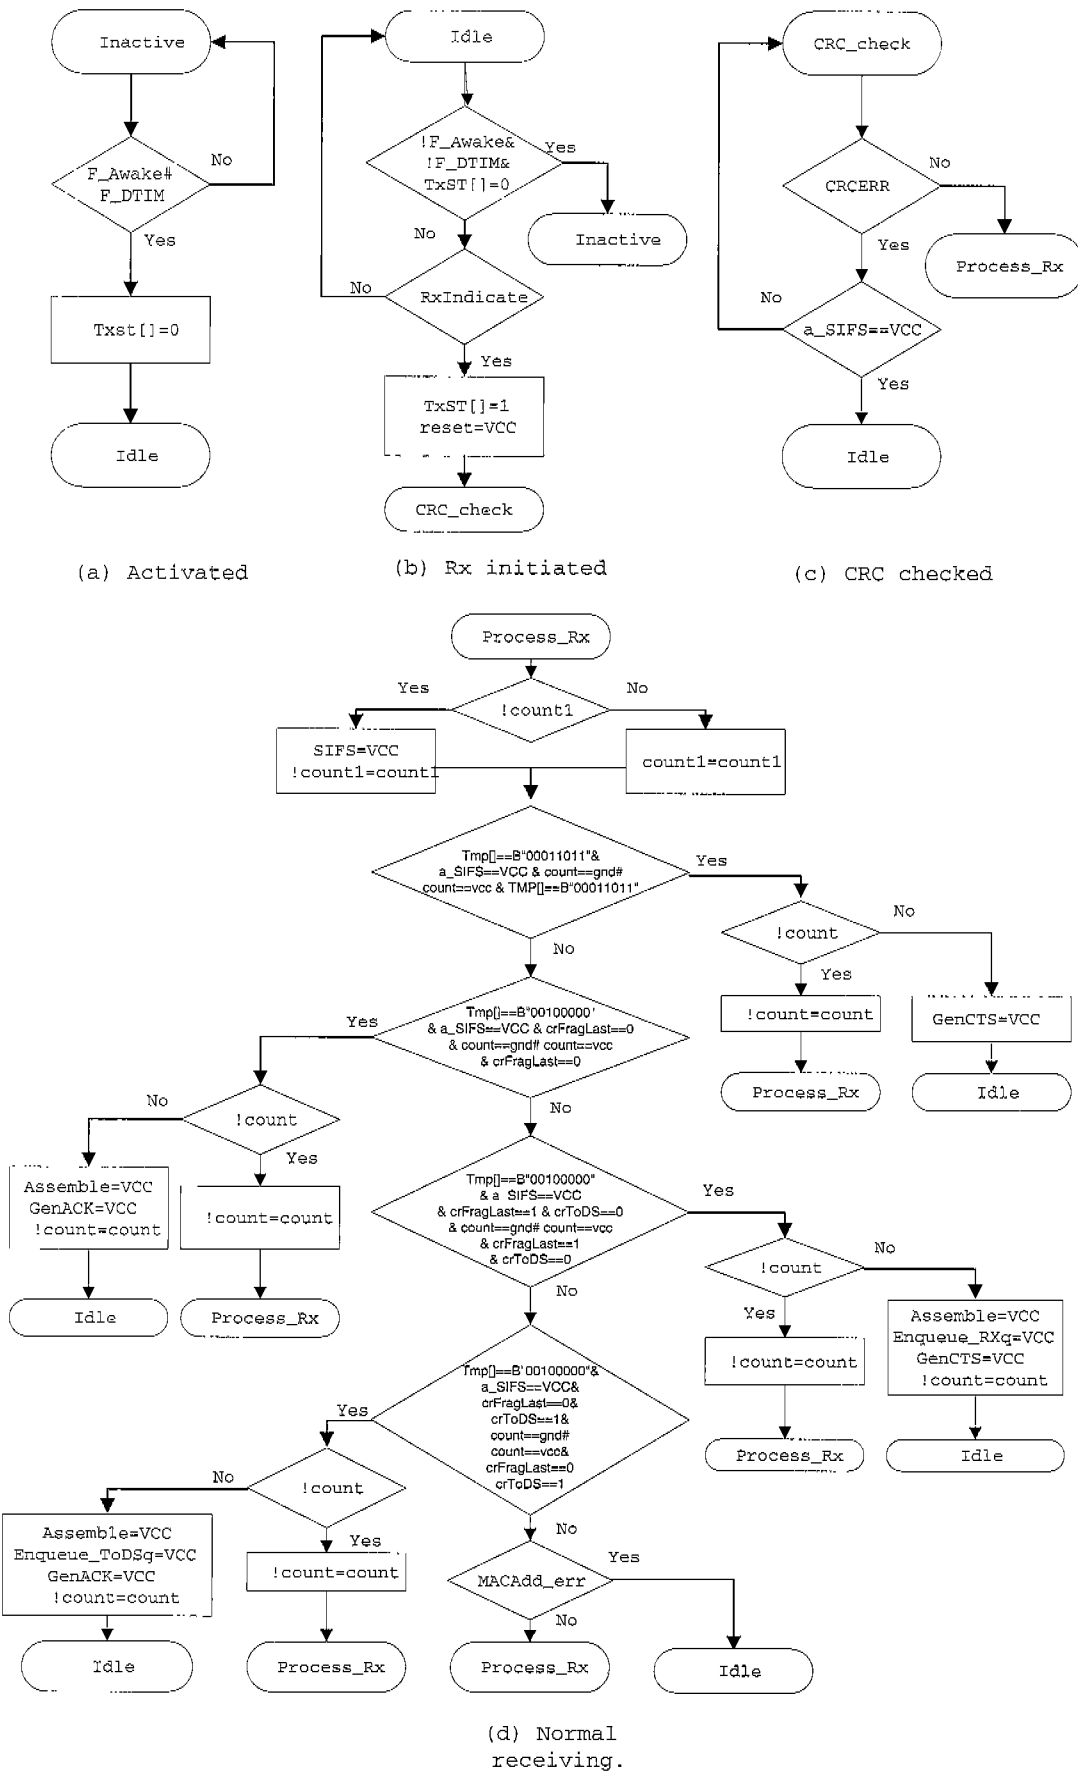 Inactive
F_Awake#
F_DTIM
No
Yes
Txst[]=0
Idle
(a) Activated
Idle
!F_Awake&
!F_DTIM&
TxST[]=0
Yes
Inactive
No
RxIndicate
No
Yes
TxST[]=1
reset=VCC
CRC_check
(b) Rx initiated
CRC_check
CRCERR
No
Process_Rx
Yes
a_SIFS==VCC
No
Yes
Idle
(c) CRC checked
Process_Rx
!count1
Yes
No
SIFS=VCC
!count1=count1
count1=count1
Tmp[]==B"00011011"&
a_SIFS==VCC & count==gnd#
count==vcc & TMP[]==B"00011011"
Yes
!count
No
Yes
!count=count
Process_Rx
GenCTS=VCC
Idle
No
Tmp[]==B"00100000'
& a_SIFS==VCC & crFragLast==0
& count==gnd# count==vcc
& crFragLast==0
Yes
!count
No
Yes
Assemble=VCC
GenACK=VCC
!count=count
Idle
!count=count
Process_Rx
No
Tmp[]==B"00100000"
& a_SIFS==VCC
& crFragLast==1 & crToDS==0
& count==gnd# count==vcc
& crFragLast==1
& crToDS==0
Yes
!count
No
Yes
!count=count
Process_Rx
Assemble=VCC
Enqueue_RXq=VCC
GenCTS=VCC
!count=count
Idle
No
Tmp[]==B'00100000"&
a_SIFS==VCC&
crFragLast==0&
crToDS==1&
count==gnd#
count==vcc&
crFragLast==0
crToDS==1
Yes
!count
No
Yes
Assemble=VCC
Enqueue_ToDSq=VCC
GenACK=VCC
!count=count
Idle
!count=count
Process_Rx
No
MACAdd_err
Yes
No
Process_Rx
Idle
(d) Normal
receiving.